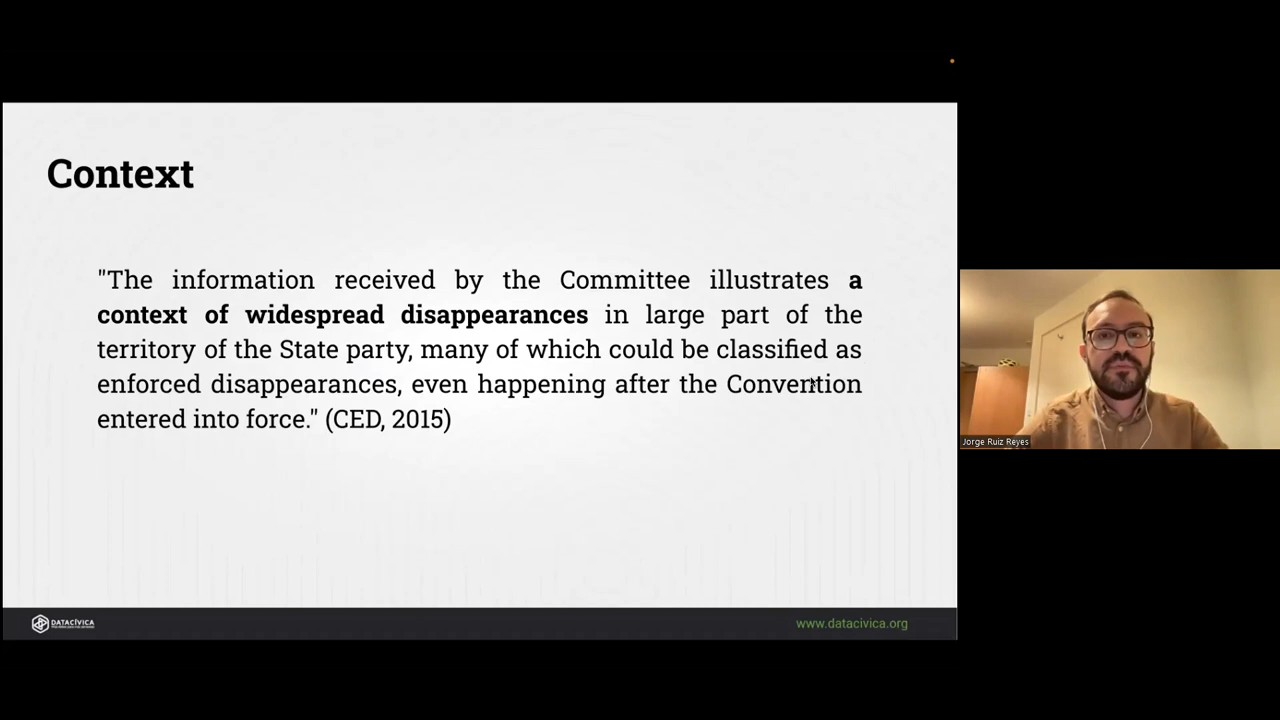 Context
"The information received by the Committee illustrates a
context of widespread disappearances in large part of the
territory of the State party, many of which could be classified as
enforced disappearances, even happening after the Convention
entered into force." (CED, 2015)
DATACÍVICA
www.datacivica.org
Jorge Ruiz Reyes